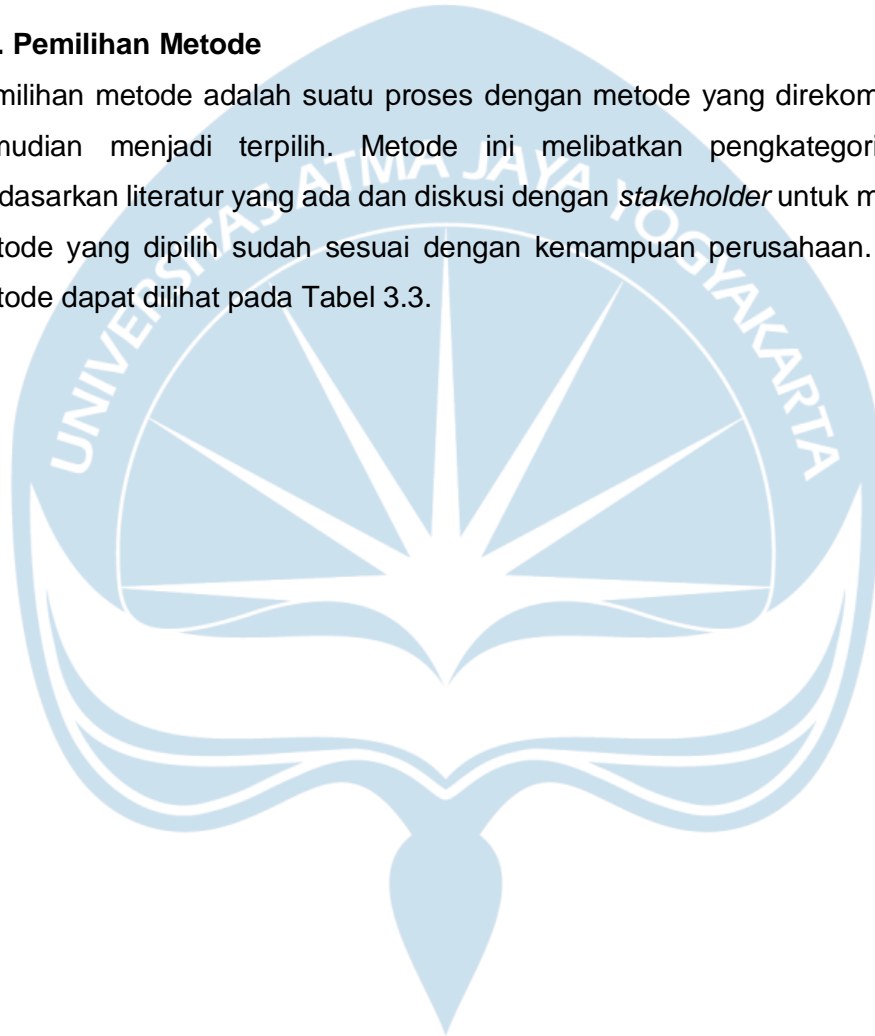 . Pemilihan Metode
milihan metode adalah suatu proses dengan metode yang direkom
mudian menjadi terpilih. Metode ini melibatkan pengkategori
dasarkan literatur yang ada dan diskusi dengan stakeholder untuk m
tode yang dipilih sudah sesuai dengan kemampuan perusahaan.
tode dapat dilihat pada Tabel 3.3.
UNIVERSITAS ATMA JAYA YOGYAKARTA